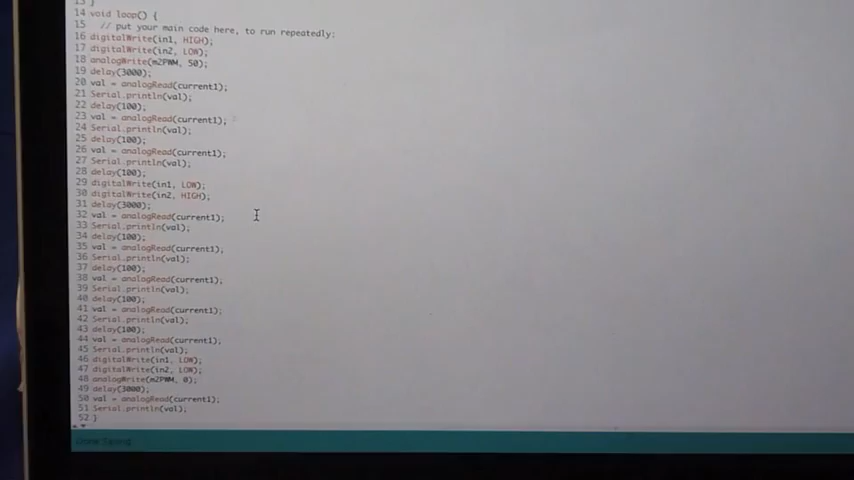 13 }
14 void loop() {
15 // put your main code here, to run repeatedly:
16 digitalWrite(in1, HIGH);
17 digitalWrite(in2, LOW);
18 analogWrite(m2PWM, 50);
19 delay(3000);
20 val = analogRead(current1);
21 Serial.println(val);
22 delay(100);
23 val = analogRead(current1);
24 Serial.println(val);
25 delay(100);
26 val = analogRead(current1);
27 Serial.println(val);
28 delay(100);
29 digitalWrite(in1, LOW);
30 digitalWrite(in2, HIGH);
31 delay(3000);
32 val = analogRead(current1);
33 Serial.println(val);
34 delay(100);
35 val = analogRead(current1);
36 Serial.println(val);
37 delay(100);
38 val = analogRead(current1);
39 Serial.println(val);
40 delay(100);
41 val = analogRead(current1);
42 Serial.println(val);
43 delay(100);
44 val = analogRead(current1);
45 Serial.println(val);
46 digitalWrite(in1, LOW);
47 digitalWrite(in2, LOW);
48 analogWrite(m2PWM, 0);
49 delay(3000);
50 val = analogRead(current1);
51 Serial.println(val);
52 }
Done Saving